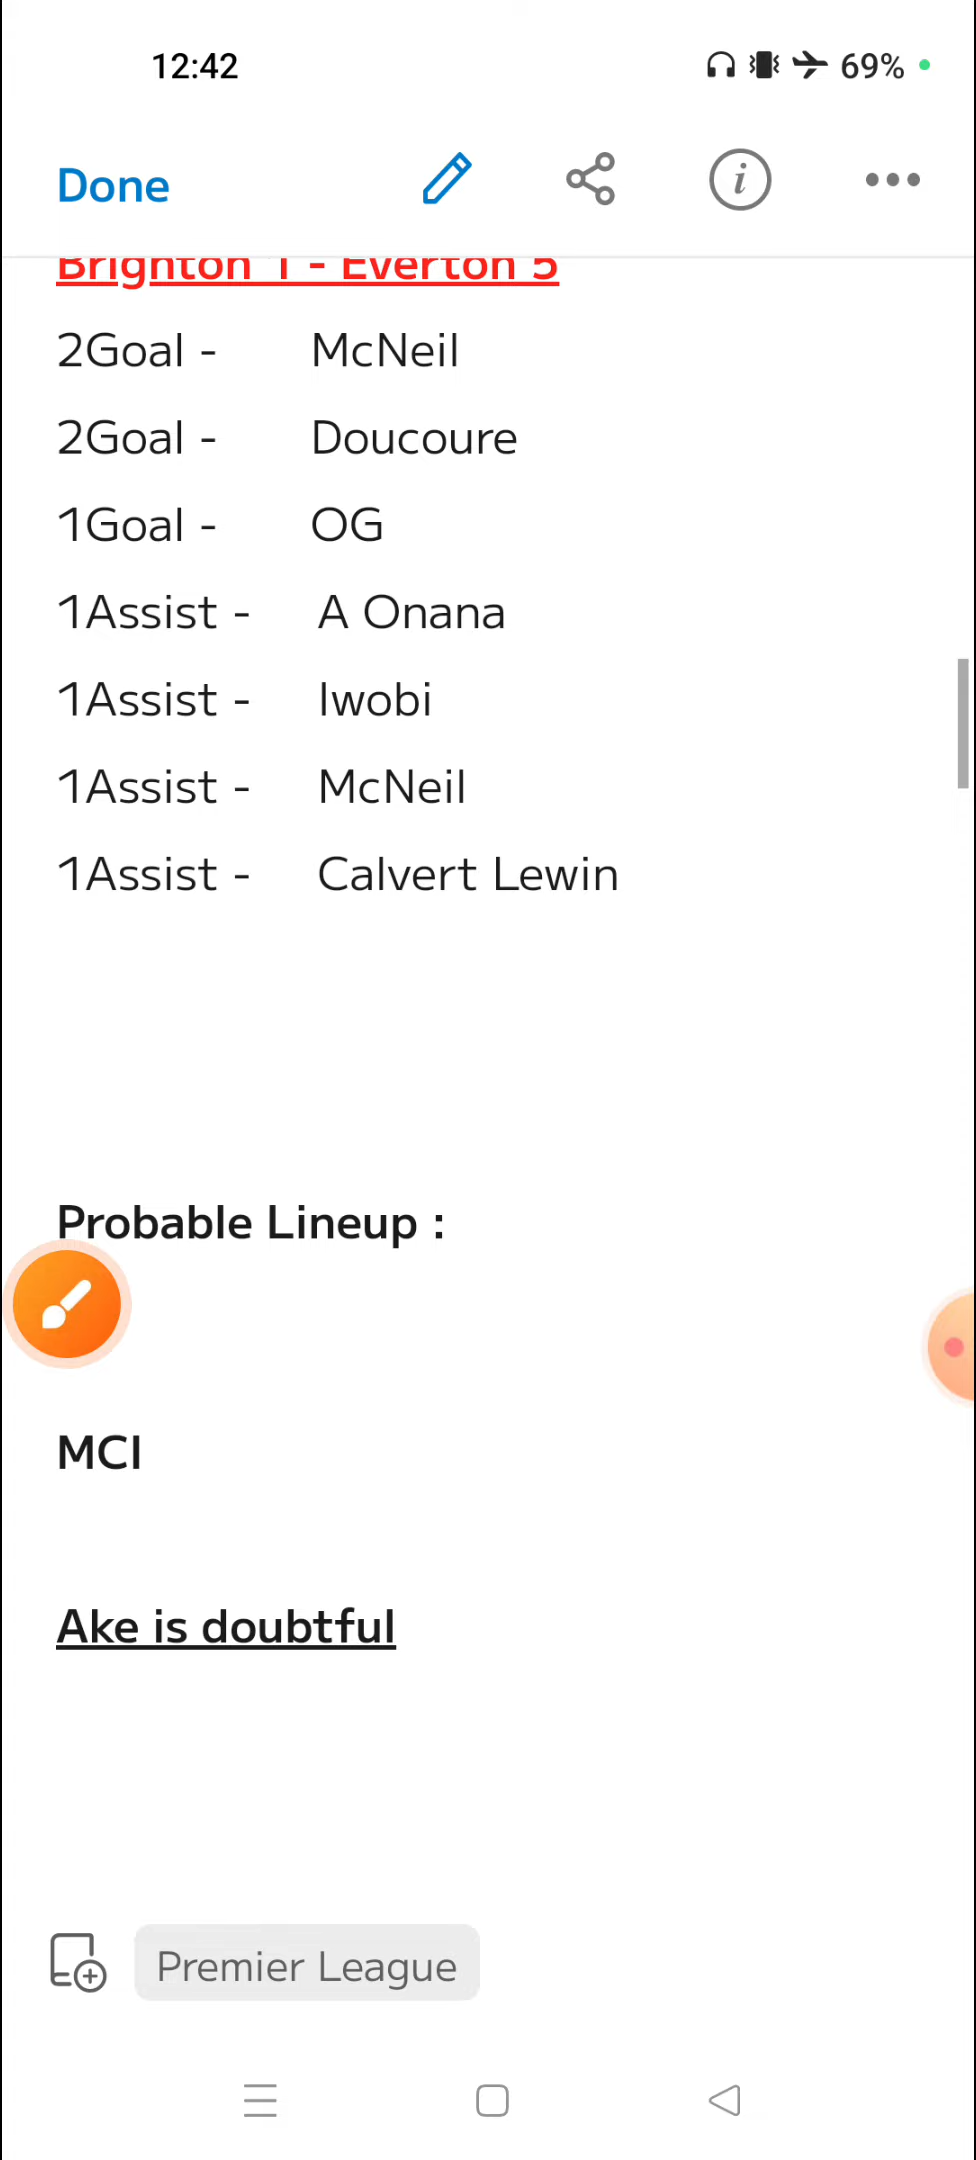 12:42
69%
Done
Brighton 1 - Everton 5
2Goal - McNeil
2Goal - Doucoure
1Goal - OG
1Assist - A Onana
1Assist - Iwobi
1Assist - McNeil
1Assist - Calvert Lewin
Probable Lineup :
MCI
Ake is doubtful
Premier League